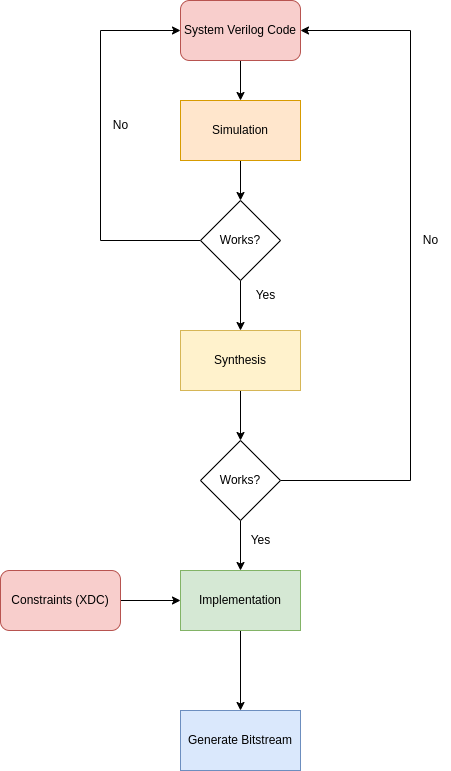 System Verilog Code
No
Simulation
Works?
No
Yes
Synthesis
Works?
Yes
Constraints (XDC)
Implementation
Generate Bitstream